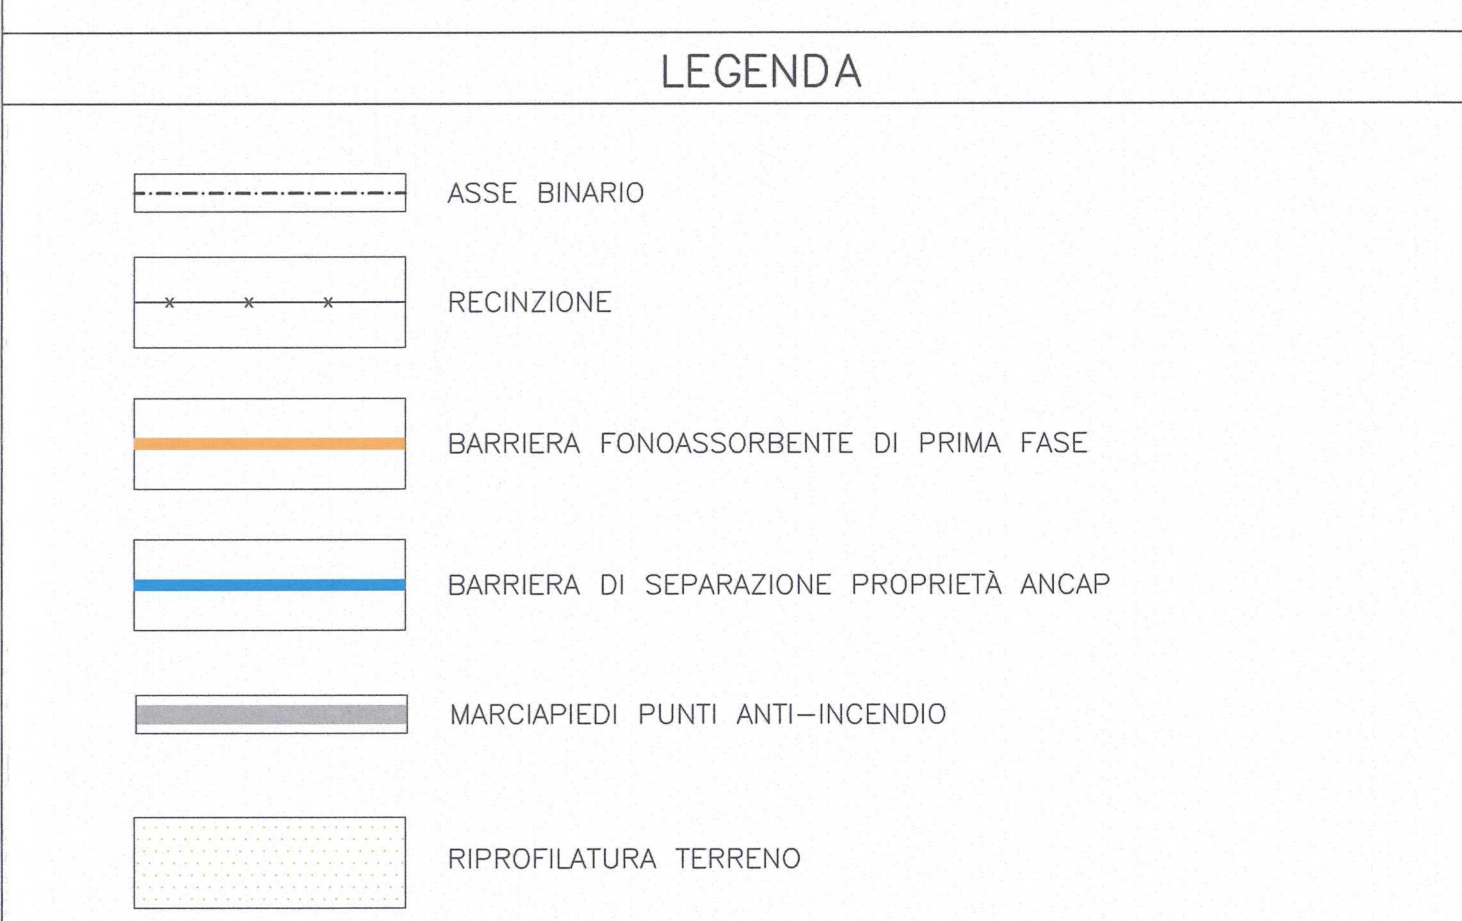 LEGENDA
ASSE BINARIO
RECINZIONE
BARRIERA FONOASSORBENTE DI PRIMA FASE
BARRIERA DI SEPARAZIONE PROPRIETÀ ANCAP
MARCIAPIEDI PUNTI ANTI-INCENDIO
RIPROFILATURA TERRENO